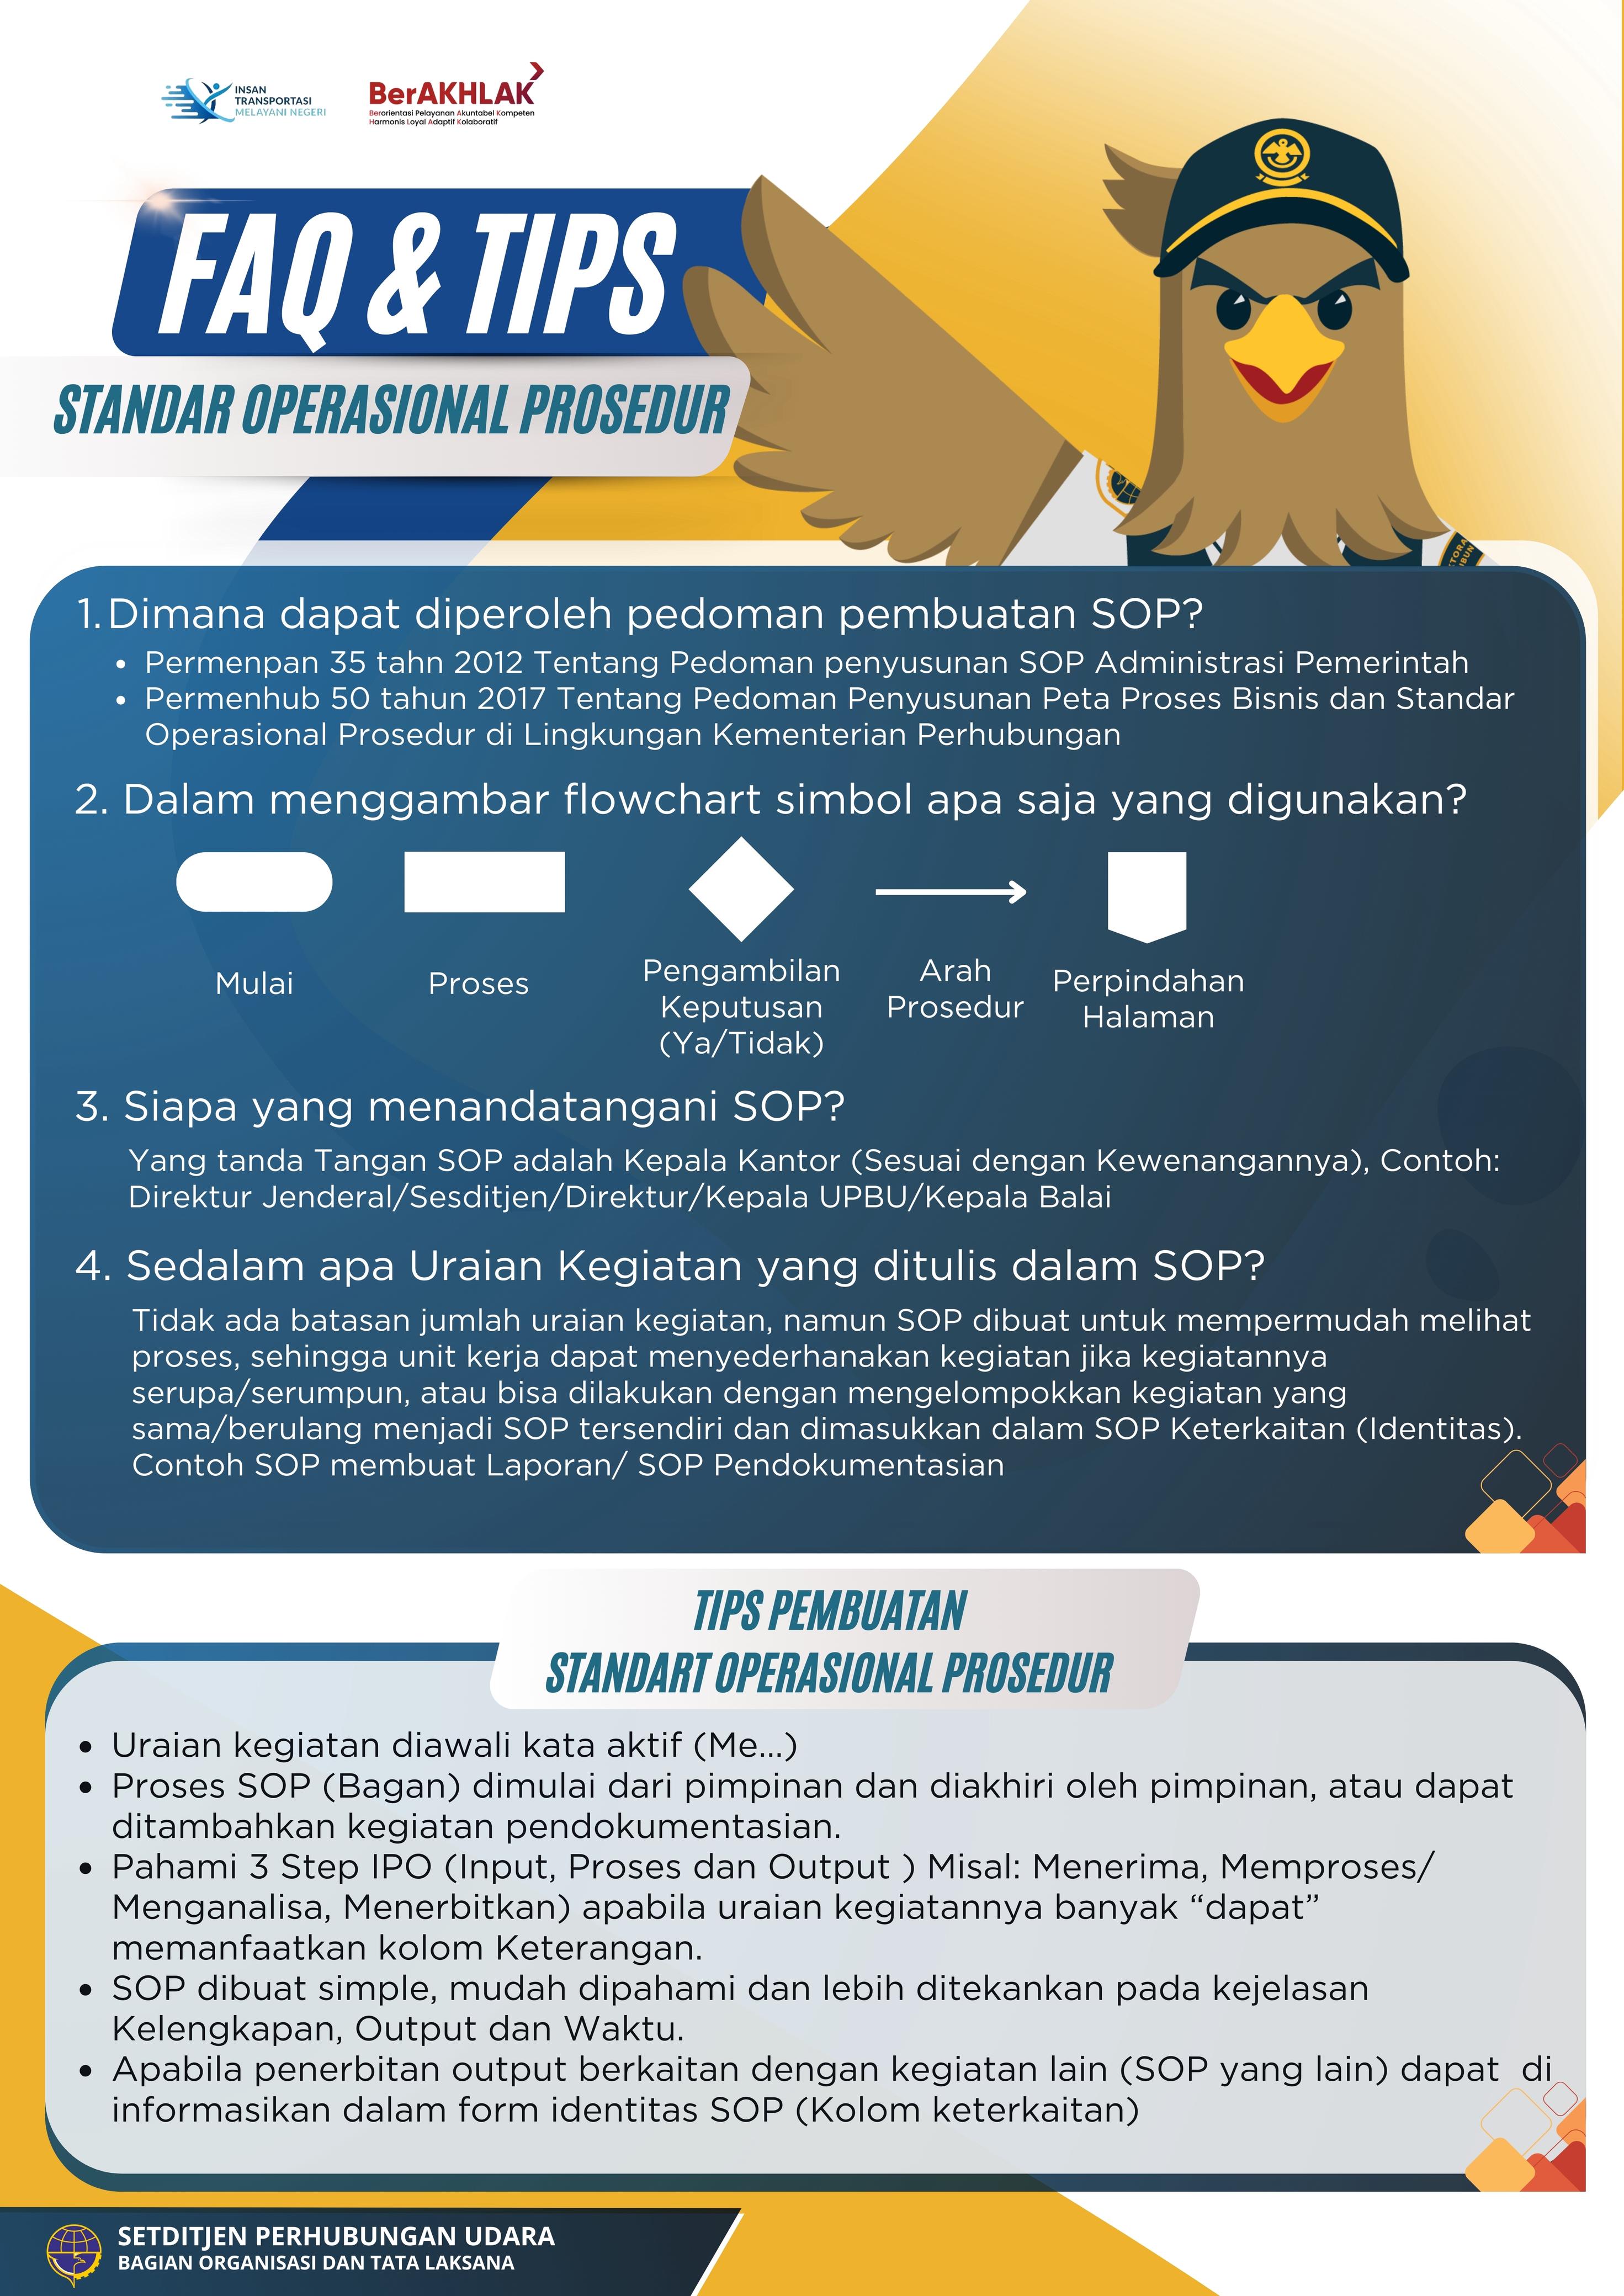 INSAN
TRANSPORTASI
MELAYANI NEGERI
BerAKHLAK
Berorientasi Pelayanan Akuntabel Kompeten
Harmonis Loyal Adaptif Kolaboratif
FAQ & TIPS
STANDAR OPERASIONAL PROSEDUR
1. Dimana dapat diperoleh pedoman pembuatan SOP?
• Permenpan 35 tahn 2012 Tentang Pedoman penyusunan SOP Administrasi Pemerintah
• Permenhub 50 tahun 2017 Tentang Pedoman Penyusunan Peta Proses Bisnis dan Standar
Operasional Prosedur di Lingkungan Kementerian Perhubungan
2. Dalam menggambar flowchart simbol apa saja yang digunakan?
Mulai
Proses
Pengambilan
Keputusan
(Ya/Tidak)
Arah
Prosedur
Perpindahan
Halaman
3. Siapa yang menandatangani SOP?
Yang tanda Tangan SOP adalah Kepala Kantor (Sesuai dengan Kewenangannya), Contoh:
Direktur Jenderal/Sesditjen/Direktur/Kepala UPBU/Kepala Balai
4. Sedalam apa Uraian Kegiatan yang ditulis dalam SOP?
Tidak ada batasan jumlah uraian kegiatan, namun SOP dibuat untuk mempermudah melihat
proses, sehingga unit kerja dapat menyederhanakan kegiatan jika kegiatannya
serupa/serumpun, atau bisa dilakukan dengan mengelompokkan kegiatan yang
sama/berulang menjadi SOP tersendiri dan dimasukkan dalam SOP Keterkaitan (Identitas).
Contoh SOP membuat Laporan/ SOP Pendokumentasian
TIPS PEMBUATAN
STANDART OPERASIONAL PROSEDUR
• Uraian kegiatan diawali kata aktif (Me...)
• Proses SOP (Bagan) dimulai dari pimpinan dan diakhiri oleh pimpinan, atau dapat
ditambahkan kegiatan pendokumentasian.
• Pahami 3 Step IPO (Input, Proses dan Output ) Misal: Menerima, Memproses/
Menganalisa, Menerbitkan) apabila uraian kegiatannya banyak “dapat”
memanfaatkan kolom Keterangan.
• SOP dibuat simple, mudah dipahami dan lebih ditekankan pada kejelasan
Kelengkapan, Output dan Waktu.
• Apabila penerbitan output berkaitan dengan kegiatan lain (SOP yang lain) dapat  di
informasikan dalam form identitas SOP (Kolom keterkaitan)
SETDITJEN PERHUBUNGAN UDARA
BAGIAN ORGANISASI DAN TATA LAKSANA